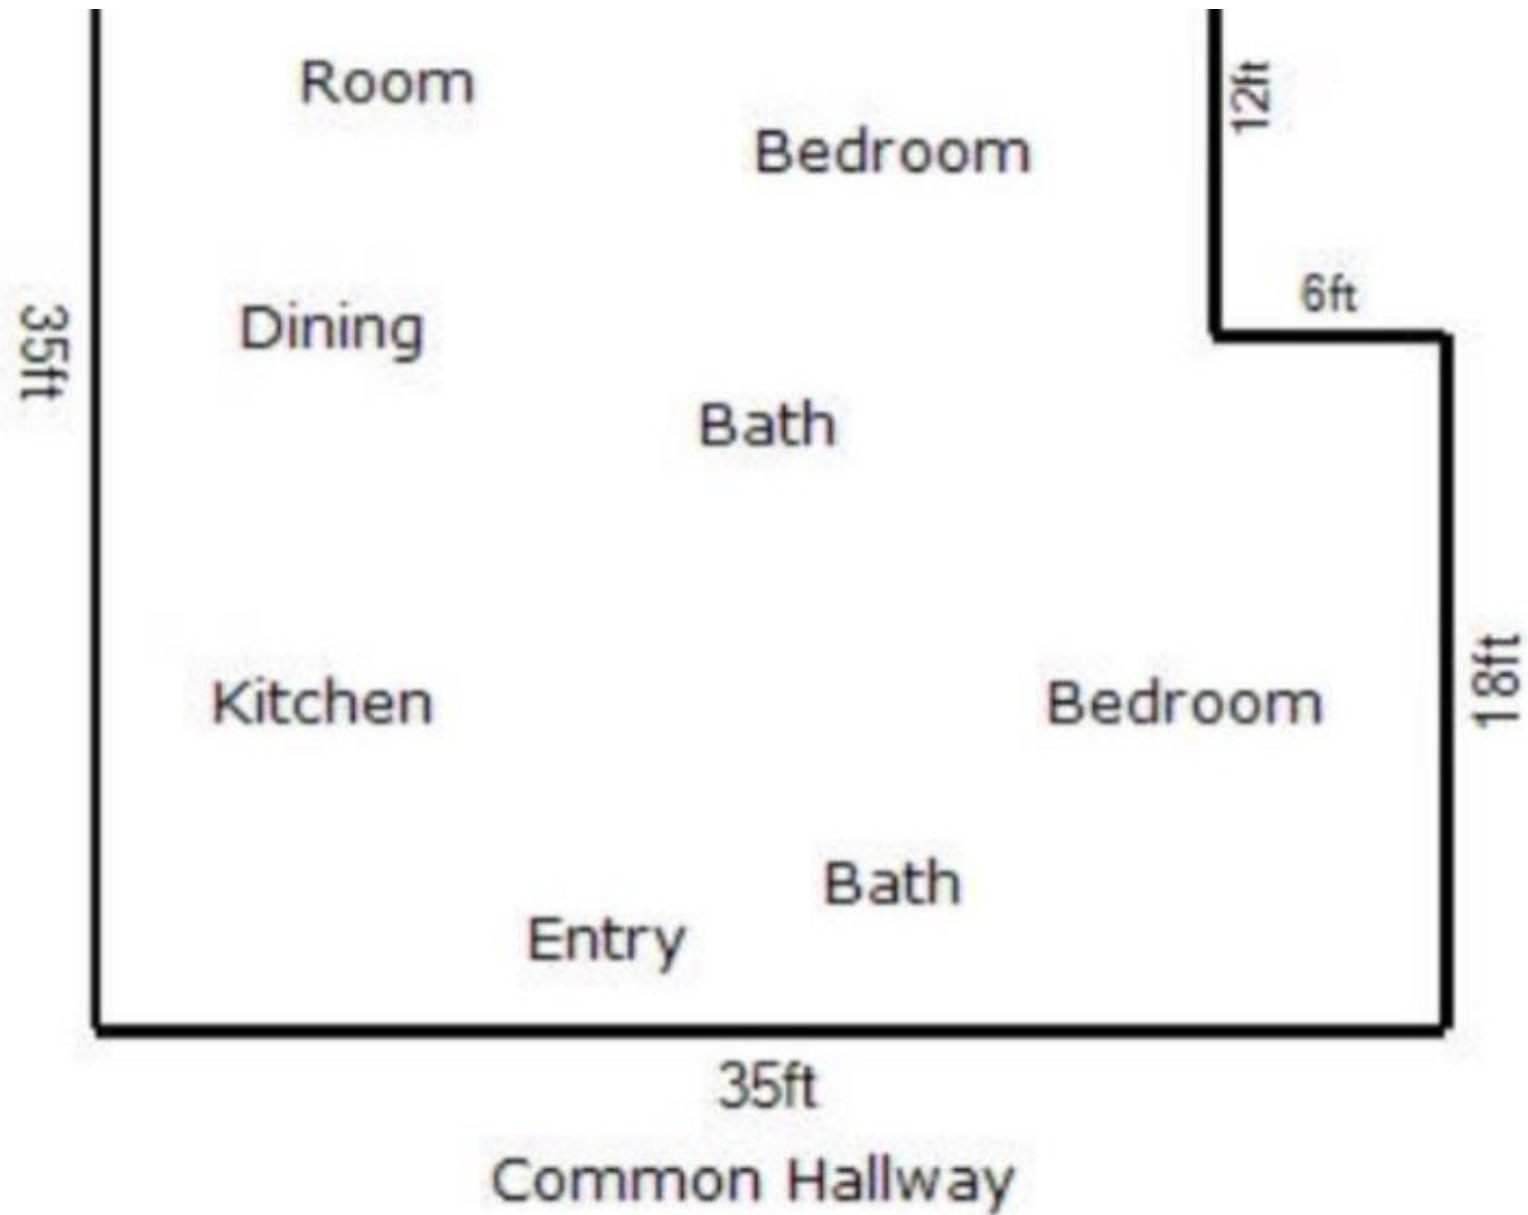 Room
12ft
Bedroom
6ft
Dining
35ft
Bath
Kitchen
Bedroom
18ft
Bath
Entry
35ft
Common Hallway